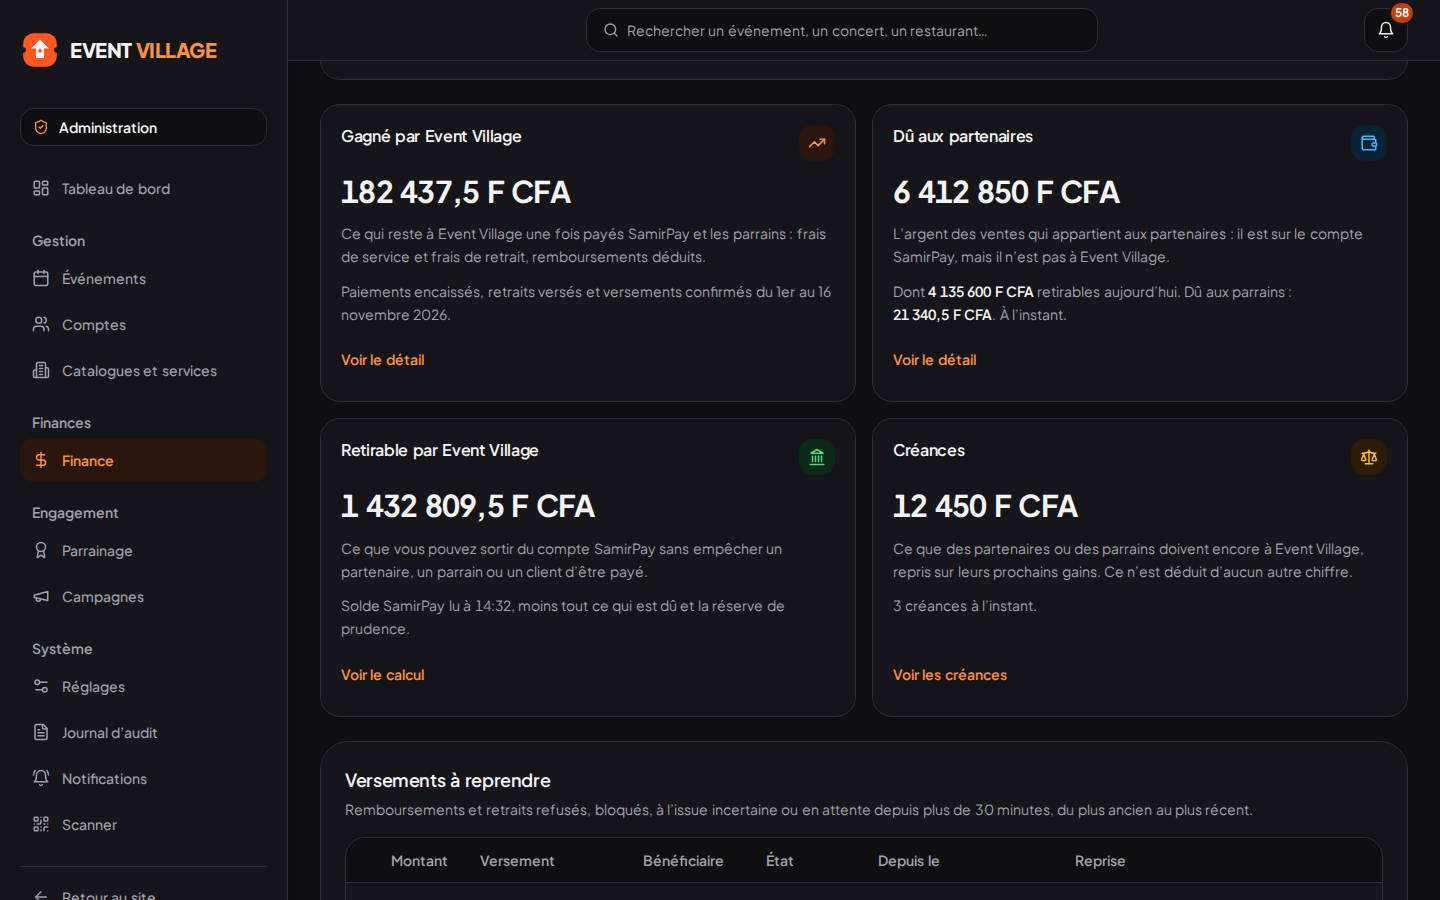 EVENT VILLAGE
Rechercher un événement, un concert, un restaurant...
58
Administration
Tableau de bord
Gestion
Événements
Comptes
Catalogues et services
Finances
Finance
Engagement
Parrainage
Campagnes
Système
Réglages
Journal d'audit
Notifications
Scanner
Retour au site
Gagné par Event Village
182 437,5 F CFA
Ce qui reste à Event Village une fois payés SamirPay et les parrains : frais
de service et frais de retrait, remboursements déduits.
Paiements encaissés, retraits versés et versements confirmés du 1er au 16
novembre 2026.
Voir le détail
Dû aux partenaires
6 412 850 F CFA
L'argent des ventes qui appartient aux partenaires : il est sur le compte
SamirPay, mais il n'est pas à Event Village.
Dont 4 135 600 F CFA retirables aujourd'hui. Dû aux parrains :
21 340,5 F CFA. À l'instant.
Voir le détail
Retirable par Event Village
1 432 809,5 F CFA
Ce que vous pouvez sortir du compte SamirPay sans empêcher un
partenaire, un parrain ou un client d'être payé.
Solde SamirPay lu à 14:32, moins tout ce qui est dû et la réserve de
prudence.
Voir le calcul
Créances
12 450 F CFA
Ce que des partenaires ou des parrains doivent encore à Event Village,
repris sur leurs prochains gains. Ce n'est déduit d'aucun autre chiffre.
3 créances à l'instant.
Voir les créances
Versements à reprendre
Remboursements et retraits refusés, bloqués, à l'issue incertaine ou en attente depuis plus de 30 minutes, du plus ancien au plus récent.
Montant Versement Bénéficiaire État Depuis le Reprise